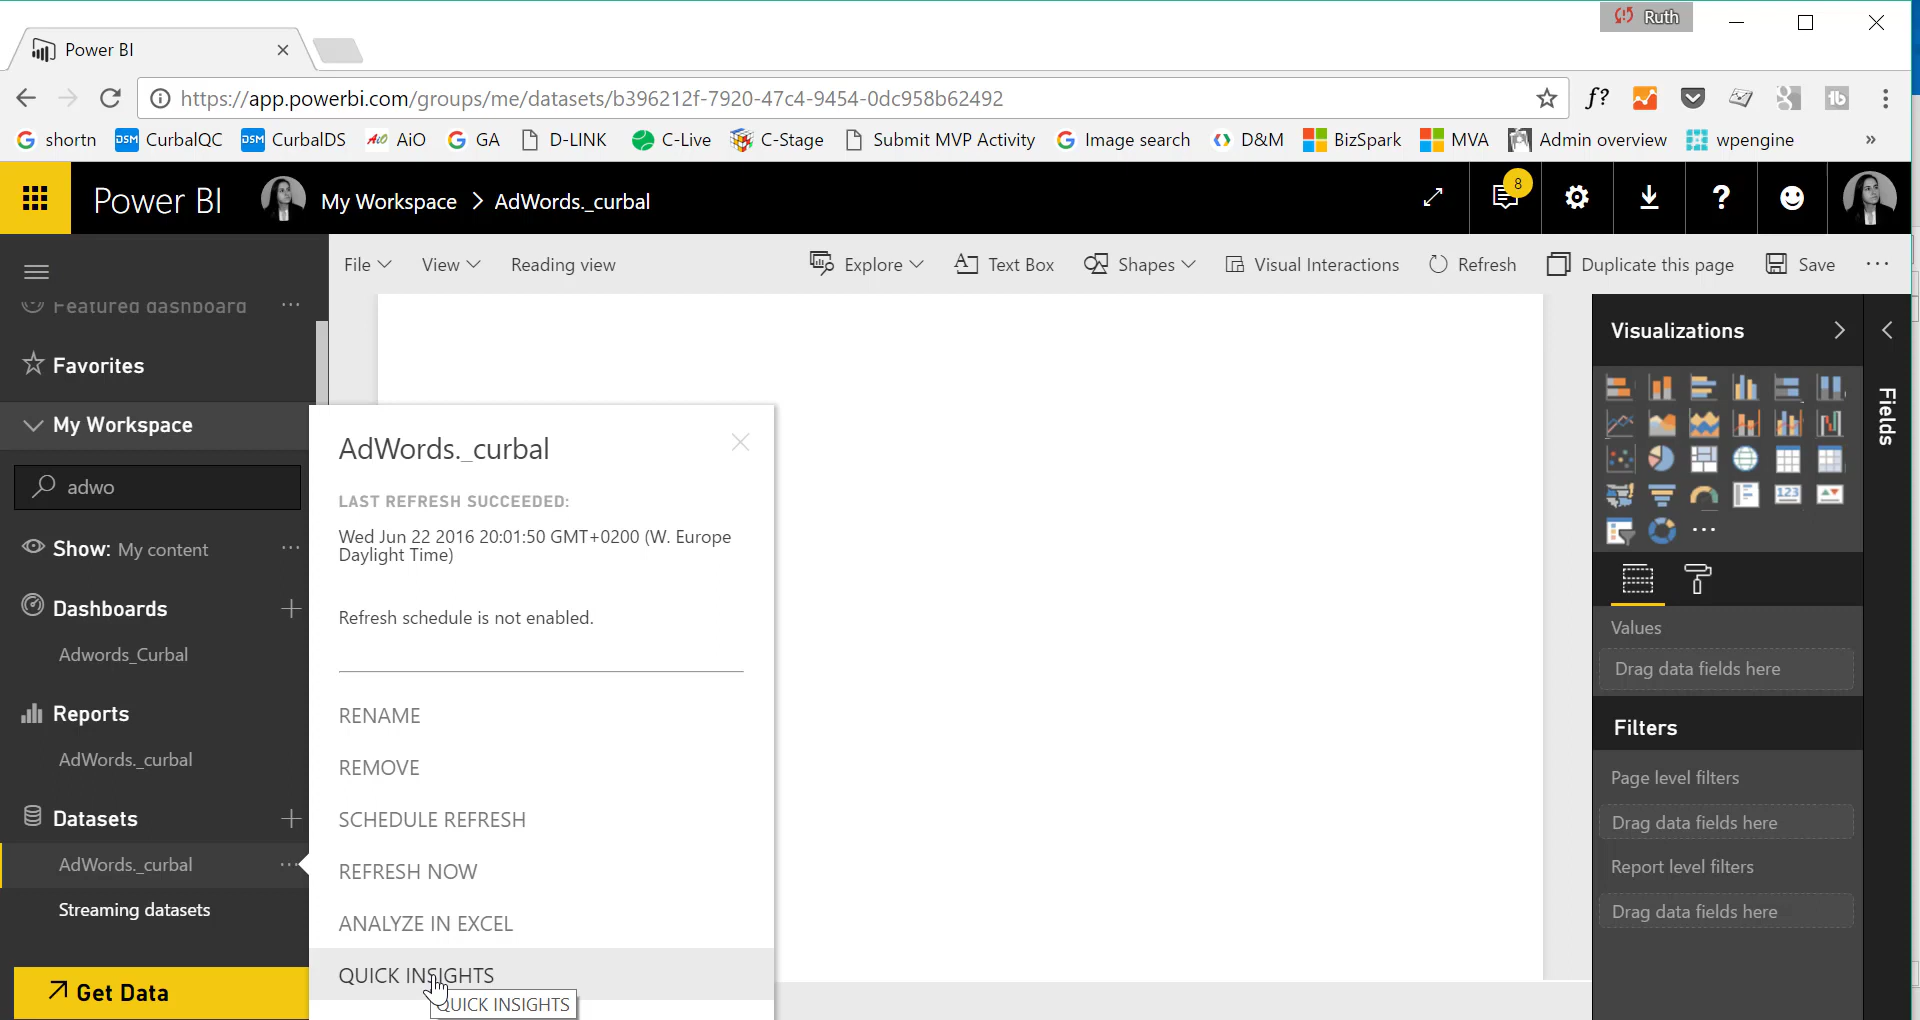 Ruth
Power BI
https://app.powerbi.com/groups/me/datasets/b396212f-7920-47c4-9454-0dc958b62492
f?
shortn
DSM CurbalQC
DSM CurbalDS
AiO AiO
G GA
D-LINK
C-Live
C-Stage
Submit MVP Activity
G Image search
D&M
BizSpark
MVA
Admin overview
wpengine
»
Power BI
My Workspace > AdWords._curbal
8
?
File
View
Reading view
Explore
Text Box
Shapes
Visual Interactions
Refresh
Duplicate this page
Save
...
Featured dashboard
Favorites
My Workspace
adwo
Show: My content
Dashboards
Adwords_Curbal
Reports
AdWords._curbal
Datasets
AdWords._curbal
Streaming datasets
Get Data
AdWords._curbal
LAST REFRESH SUCCEEDED:
Wed Jun 22 2016 20:01:50 GMT+0200 (W. Europe
Daylight Time)
Refresh schedule is not enabled.
RENAME
REMOVE
SCHEDULE REFRESH
REFRESH NOW
ANALYZE IN EXCEL
QUICK INSIGHTS
QUICK INSIGHTS
Visualizations
Fields
123
Values
Drag data fields here
Filters
Page level filters
Drag data fields here
Report level filters
Drag data fields here